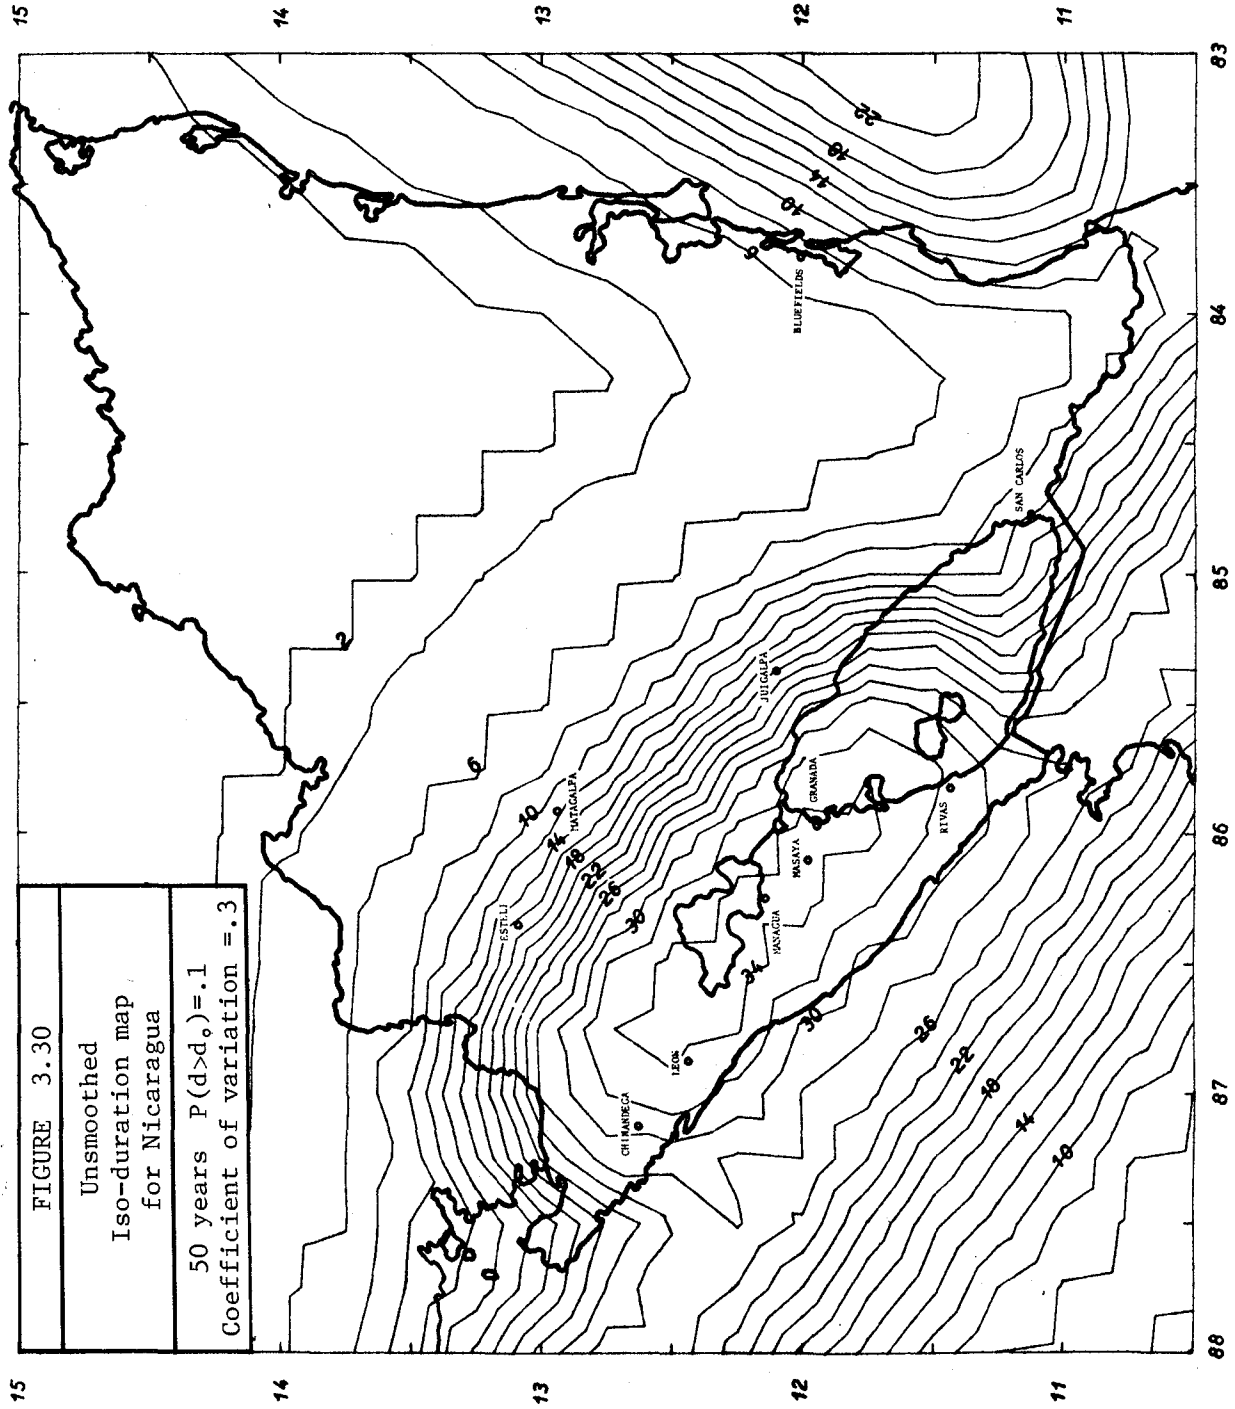 FIGURE 3.30
Unsmoothed
Iso-duration map
for Nicaragua
50 years P(d>d₀)=.1
Coefficient of variation =.3
15
14
13
12
11
15
14
13
12
11
83
84
85
86
87
88
2
6
10
14
18
22
26
30
34
30
26
22
18
14
10
6
10
14
18
22
BLUEFIELDS
SAN CARLOS
JUIGALPA
MATAGALPA
ESTELI
GRANADA
MASAYA
MANAGUA
RIVAS
LEON
CHINANDEGA